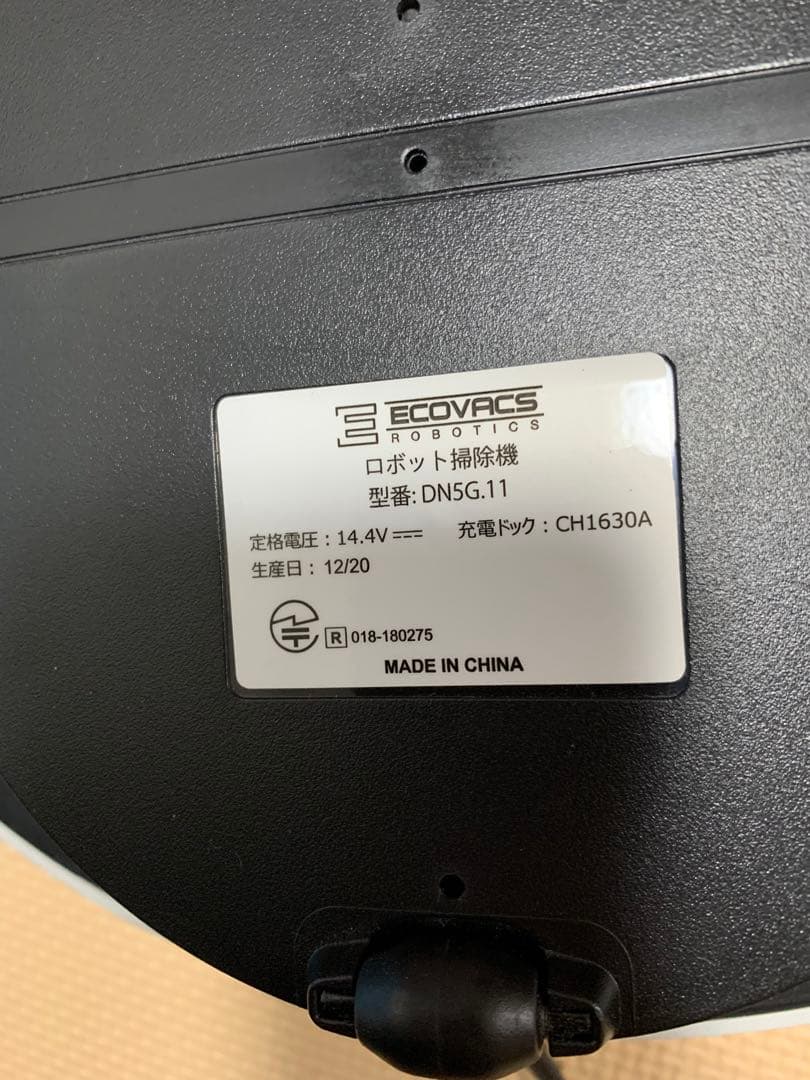 ECOVACS
ROBOTICS
ロボット掃除機
型番: DN5G.11
定格電圧：14.4V 充電ドック：CH1630A
生産日：12/20
R 018-180275
MADE IN CHINA